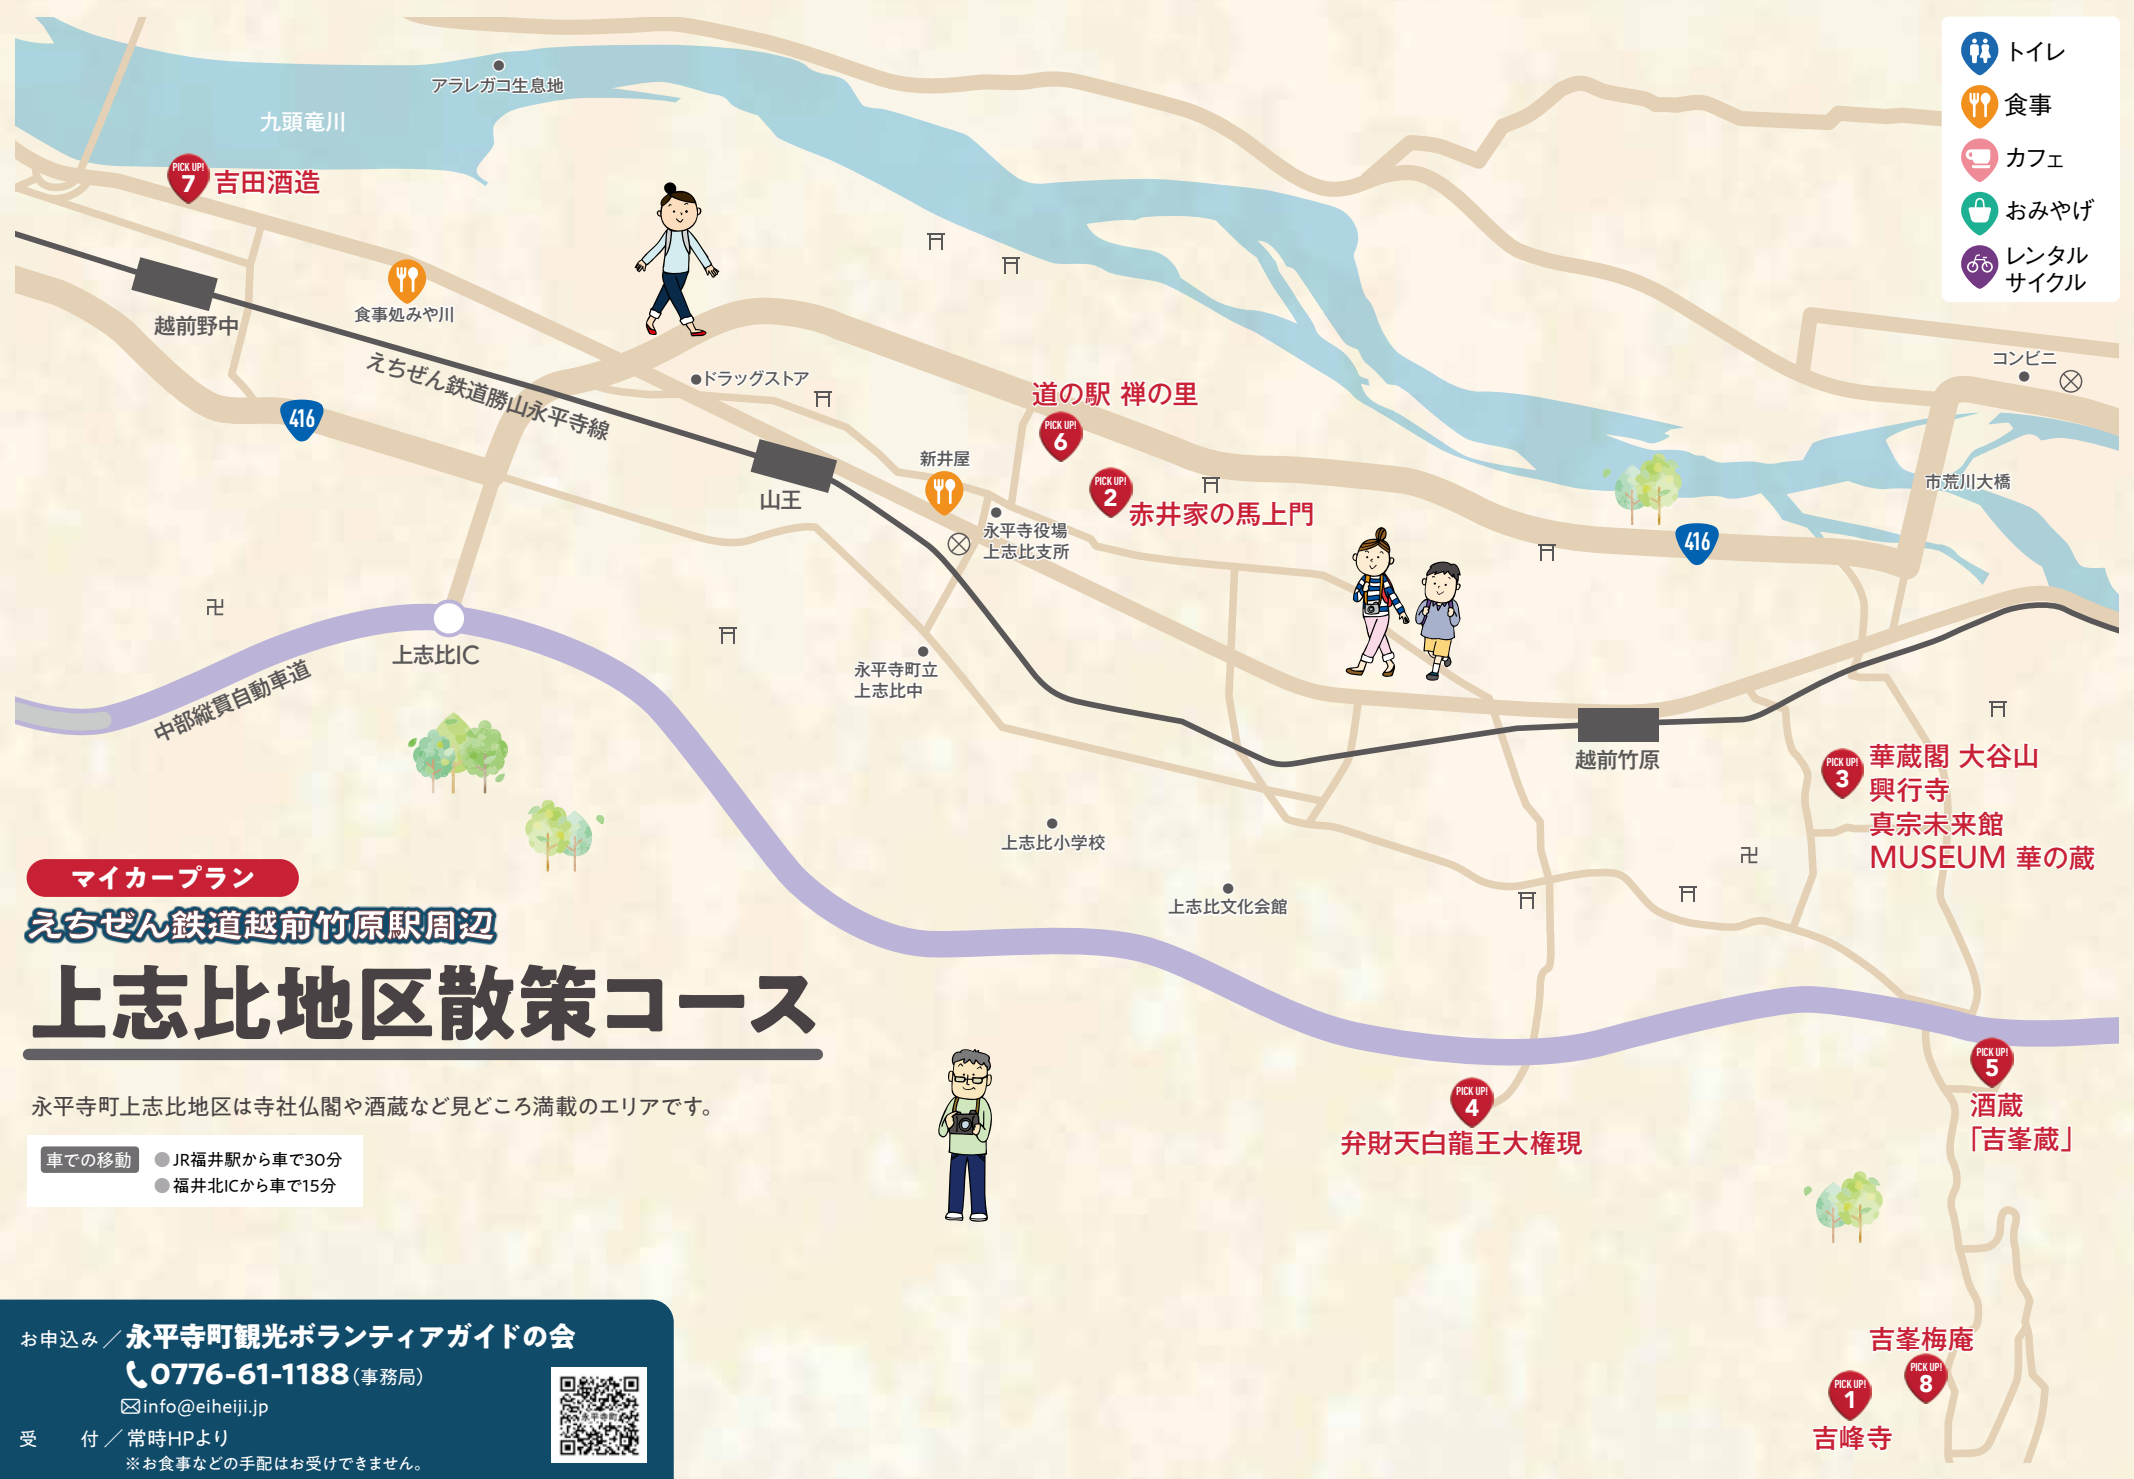 アラレガコ生息地
九頭竜川
PICK UP!
7
吉田酒造
トイレ
食事
カフェ
おみやげ
レンタル
サイクル
越前野中
食事処みや川
えちぜん鉄道勝山永平寺線
416
ドラッグストア
コンビニ
道の駅 禅の里
PICK UP!
6
新井屋
山王
PICK UP!
2
赤井家の馬上門
永平寺役場
上志比支所
市荒川大橋
416
上志比IC
中部縦貫自動車道
永平寺町立
上志比中
越前竹原
PICK UP!
3
華蔵閣 大谷山
興行寺
真宗未来館
MUSEUM 華の蔵
上志比小学校
上志比文化会館
マイカープラン
えちぜん鉄道越前竹原駅周辺
上志比地区散策コース
永平寺町上志比地区は寺社仏閣や酒蔵など見どころ満載のエリアです。
車での移動
●JR福井駅から車で30分
●福井北ICから車で15分
PICK UP!
4
弁財天白龍王大権現
PICK UP!
5
酒蔵
「吉峯蔵」
吉峯梅庵
PICK UP!
8
PICK UP!
1
吉峰寺
お申込み／永平寺町観光ボランティアガイドの会
0776-61-1188(事務局)
info@eiheiji.jp
受 付／常時HPより
※お食事などの手配はお受けできません。
永平寺町